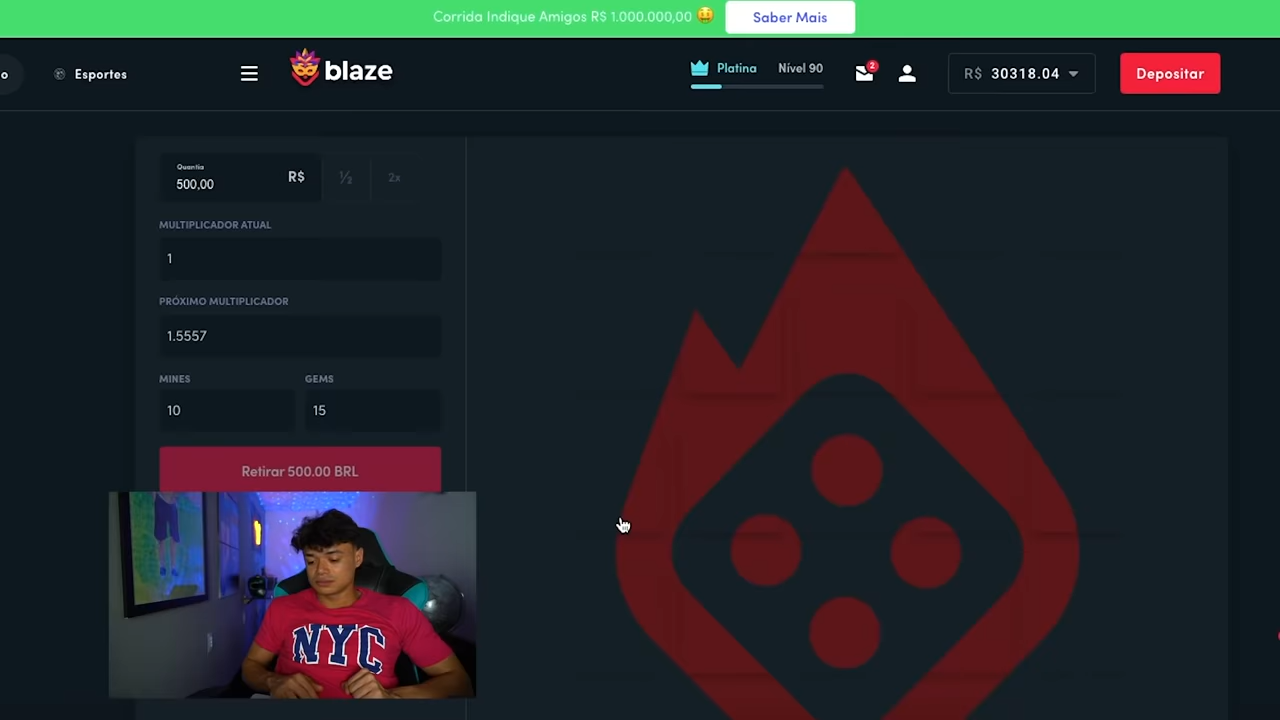 Corrida Indique Amigos R$ 1.000.000,00 🤑 Saber Mais
o Esportes blaze Platina Nível 90 2 R$ 30318.04 Depositar
Quantia
500,00 R$ ½ 2x
MULTIPLICADOR ATUAL
1
PRÓXIMO MULTIPLICADOR
1.5557
MINES GEMS
10 15
Retirar 500.00 BRL
NYC